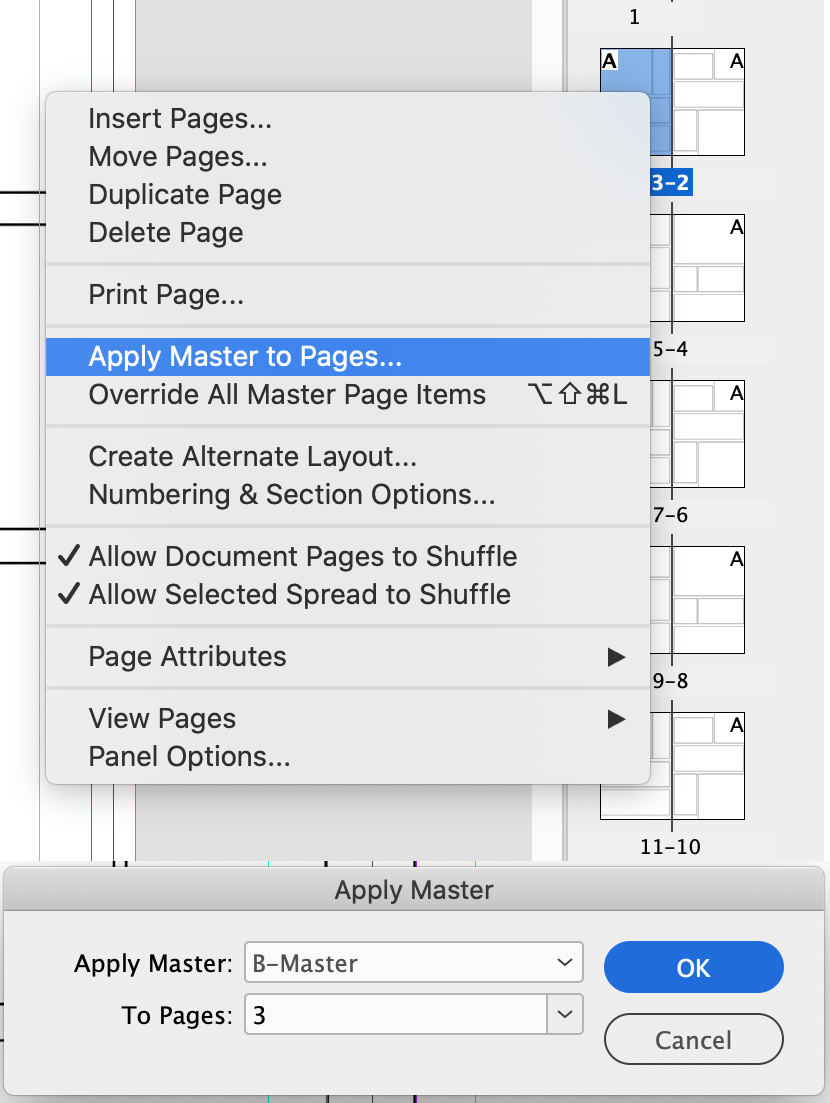 1
A A
Insert Pages...
Move Pages...
Duplicate Page
Delete Page
Print Page...
Apply Master to Pages...
Override All Master Page Items ⌥⇧⌘L
Create Alternate Layout...
Numbering & Section Options...
✓ Allow Document Pages to Shuffle
✓ Allow Selected Spread to Shuffle
Page Attributes ▶
View Pages ▶
Panel Options...
3-2
A
5-4
A
7-6
A
9-8
A
11-10
Apply Master
Apply Master: B-Master
To Pages: 3
OK
Cancel